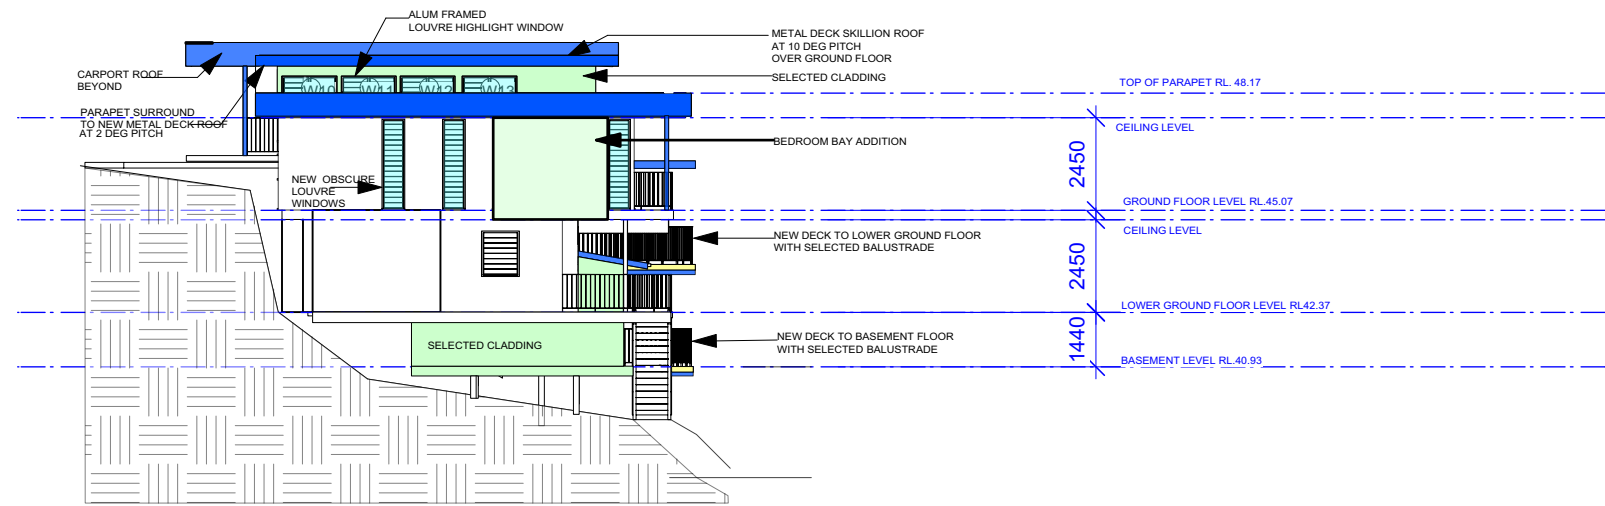 ALUM FRAMED
LOUVRE HIGHLIGHT WINDOW
METAL DECK SKILLION ROOF
AT 10 DEG PITCH
OVER GROUND FLOOR
SELECTED CLADDING
CARPORT ROOF
BEYOND
TOP OF PARAPET RL. 48.17
W10
W11
W12
W13
PARAPET SURROUND
TO NEW METAL DECK ROOF
AT 2 DEG PITCH
CEILING LEVEL
BEDROOM BAY ADDITION
2450
NEW OBSCURE
LOUVRE
WINDOWS
GROUND FLOOR LEVEL RL.45.07
CEILING LEVEL
NEW DECK TO LOWER GROUND FLOOR
WITH SELECTED BALUSTRADE
2450
LOWER GROUND FLOOR LEVEL RL42.37
1440
NEW DECK TO BASEMENT FLOOR
WITH SELECTED BALUSTRADE
SELECTED CLADDING
BASEMENT LEVEL RL.40.93